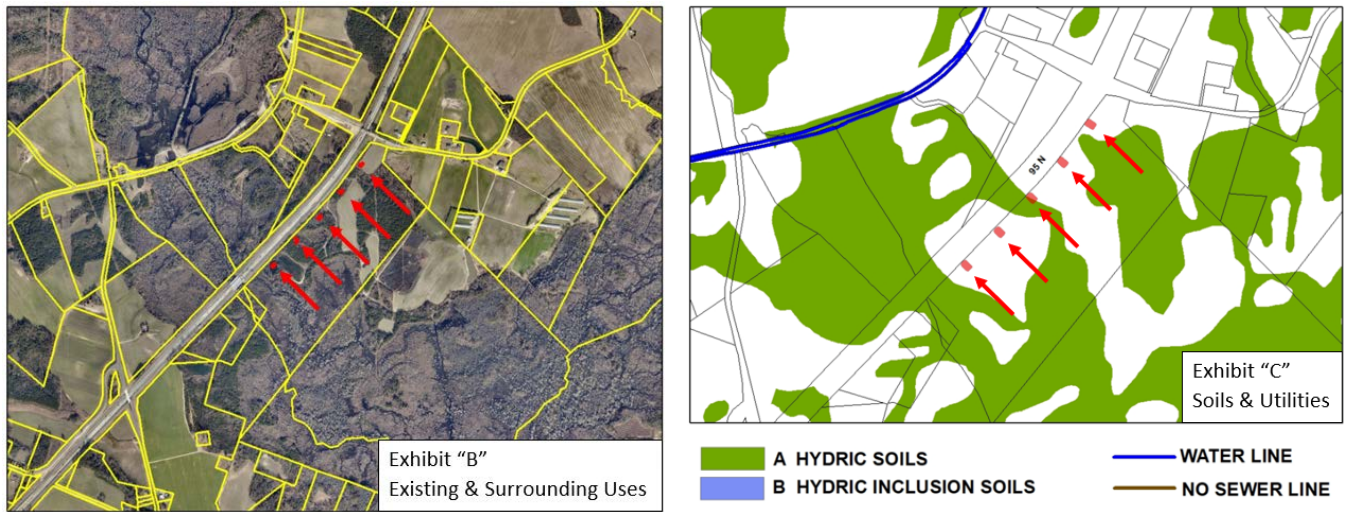 Exhibit “B”
Existing & Surrounding Uses
95 N
Exhibit “C”
Soils & Utilities
A HYDRIC SOILS
B HYDRIC INCLUSION SOILS
WATER LINE
NO SEWER LINE